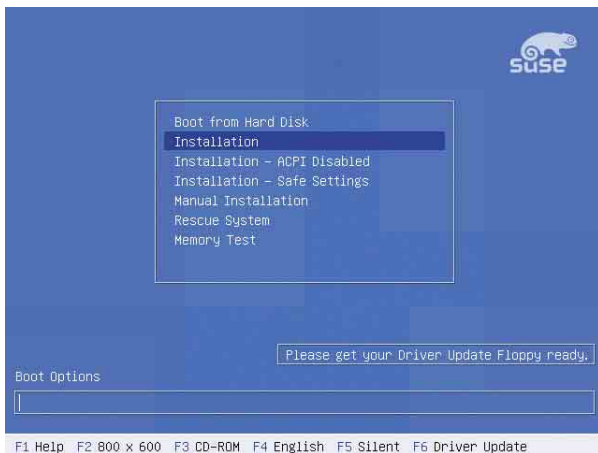 SUSE
Boot from Hard Disk
Installation
Installation - ACPI Disabled
Installation - Safe Settings
Manual Installation
Rescue System
Memory Test
Please get your Driver Update Floppy ready.
Boot Options
F1 Help F2 800 x 600 F3 CD-ROM F4 English F5 Silent F6 Driver Update